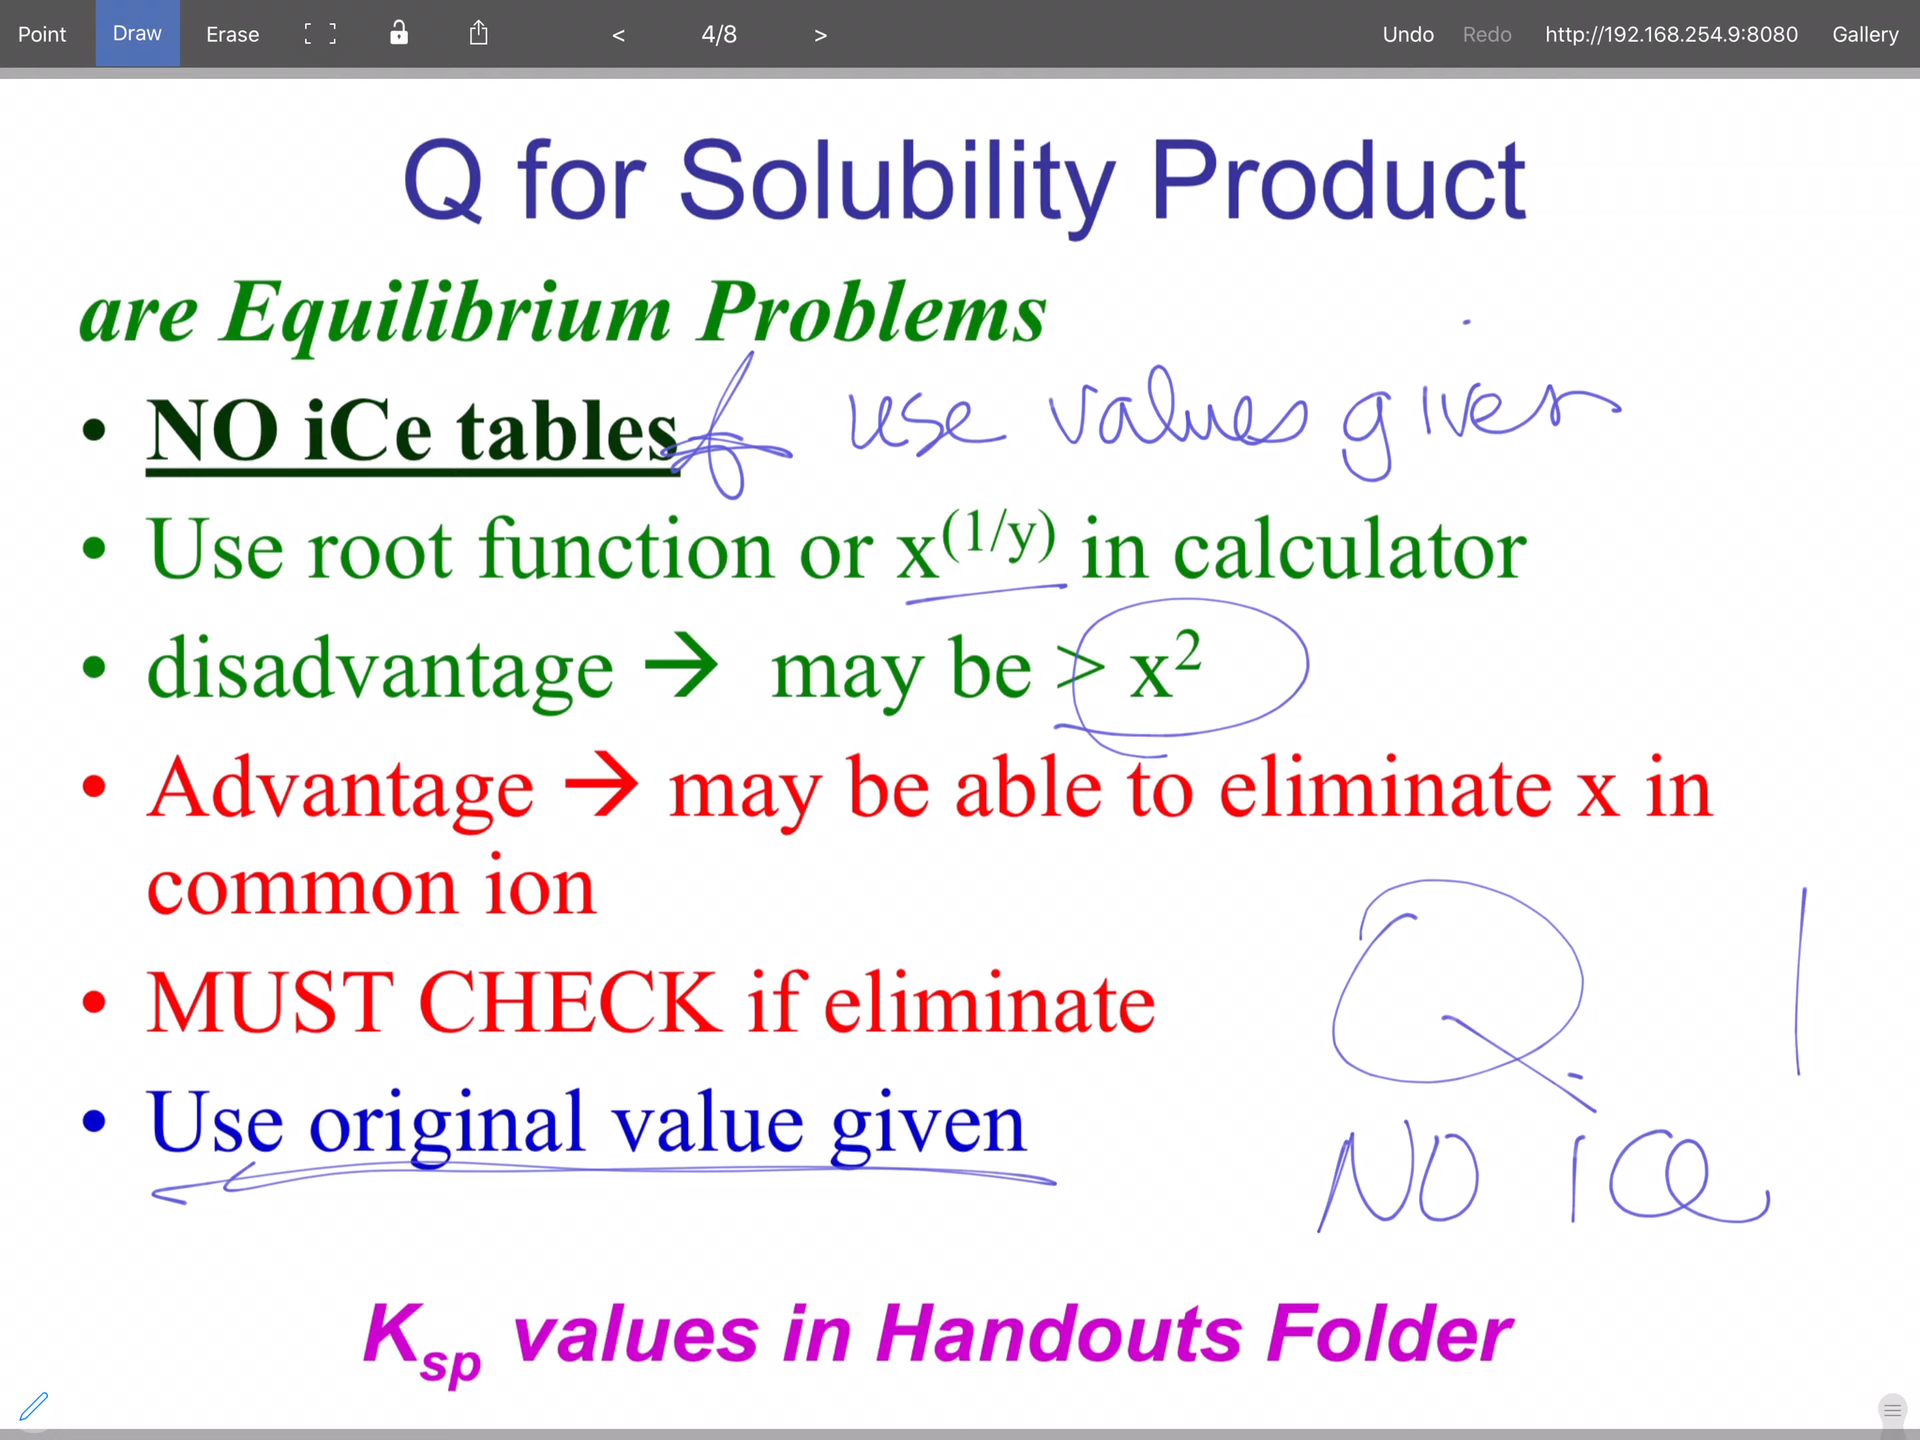 Point Draw Erase < 4/8 > Undo Redo http://192.168.254.9:8080 Gallery
Q for Solubility Product
are Equilibrium Problems
• NO iCe tables use values given
• Use root function or x^(1/y) in calculator
• disadvantage → may be > x²
• Advantage → may be able to eliminate x in
common ion
• MUST CHECK if eliminate
• Use original value given
Q
NO ice
Ksp values in Handouts Folder